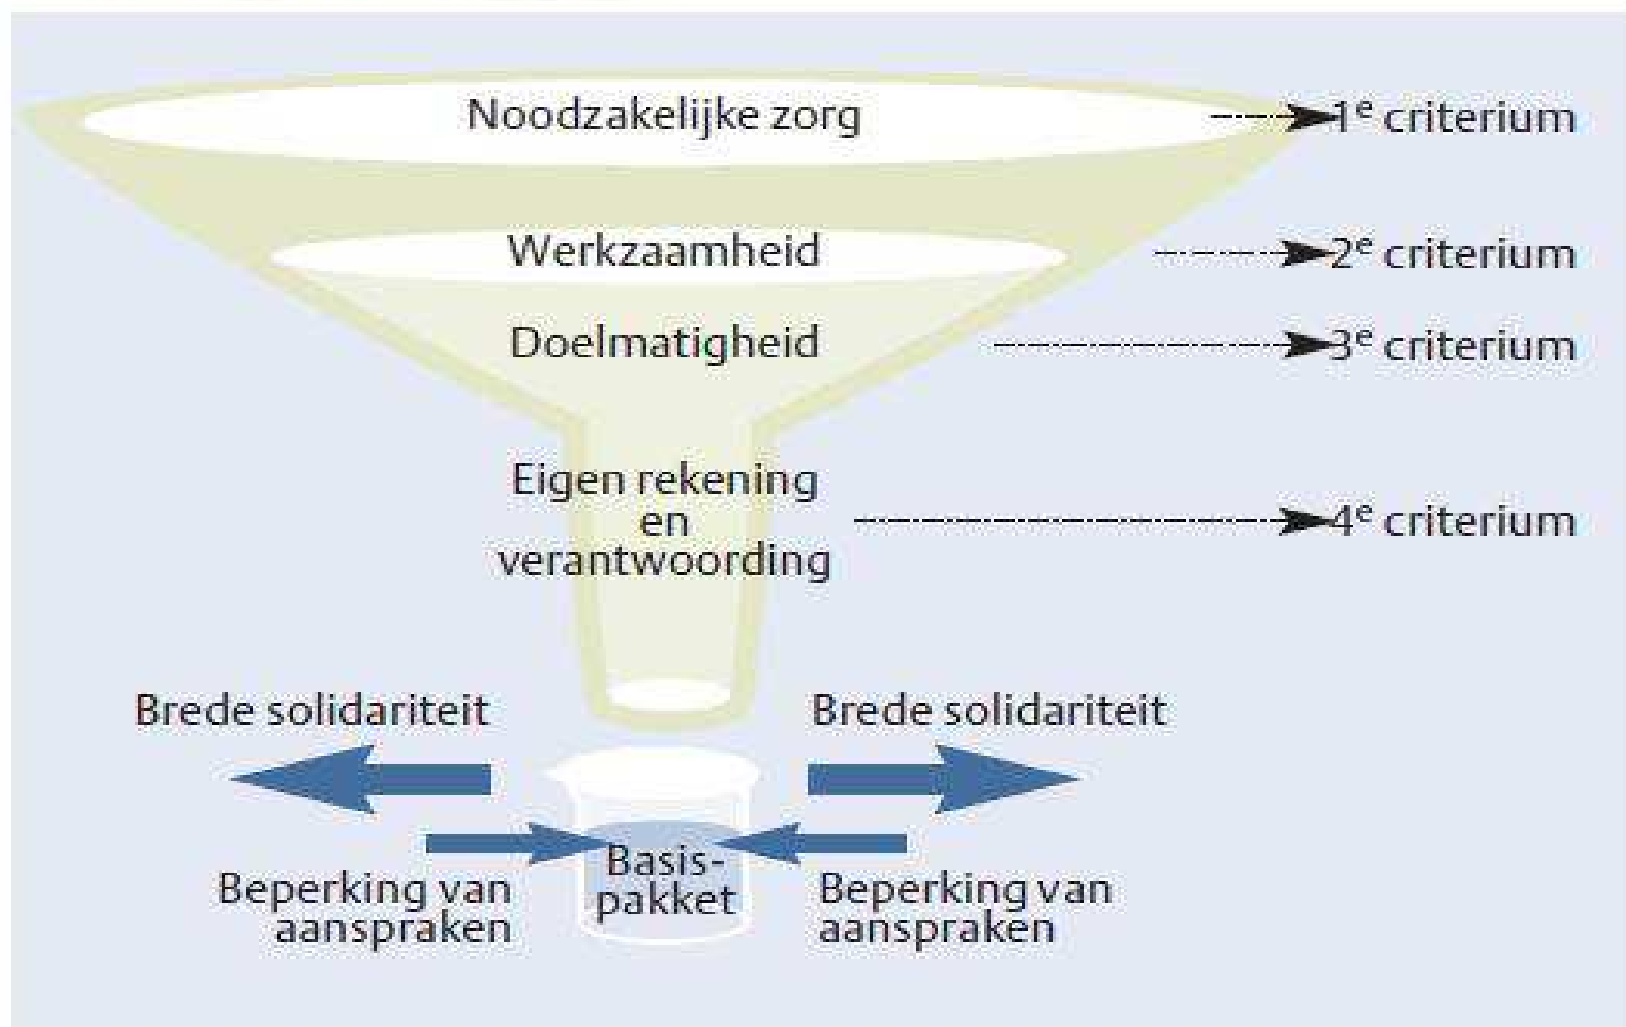 Noodzakelijke zorg
1e criterium
Werkzaamheid
2e criterium
Doelmatigheid
3e criterium
Eigen rekening
en
verantwoording
4e criterium
Brede solidariteit
Brede solidariteit
Basis-
pakket
Beperking van
aanspraken
Beperking van
aanspraken